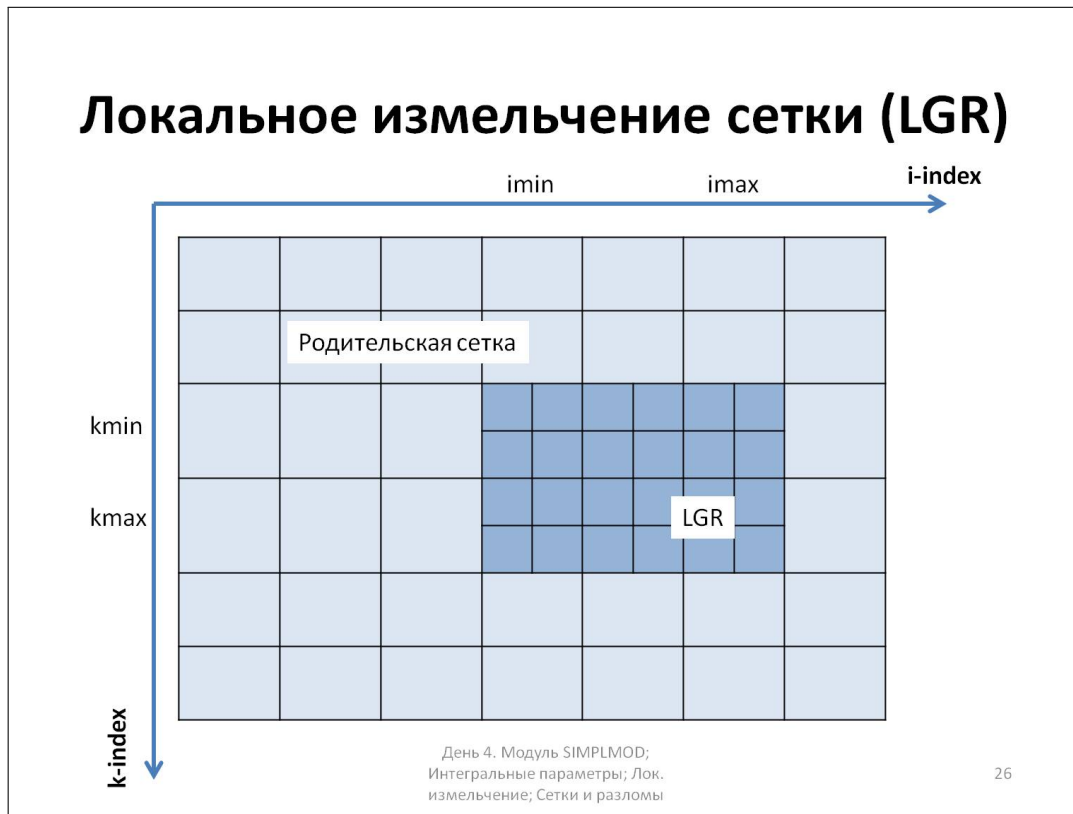 Локальное измельчение сетки (LGR)
imin
imax
i-index
Родительская сетка
kmin
kmax
LGR
k-index
День 4. Модуль SIMPLMOD;
Интегральные параметры; Лок.
измельчение; Сетки и разломы
26